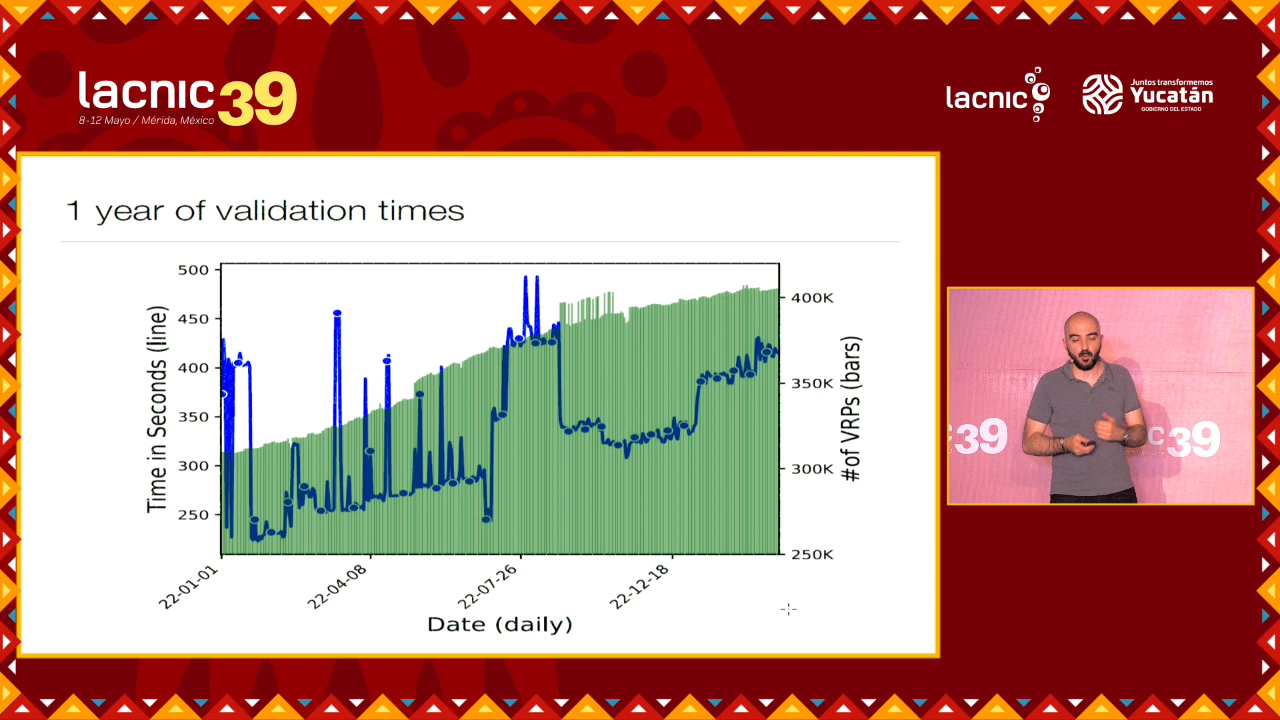 lacnic 39
8-12 Mayo / Mérida, México
lacnic
Juntos transformemos
Yucatán
GOBIERNO DEL ESTADO
1 year of validation times
500
450
400
350
300
250
Time in Seconds (line)
400K
350K
300K
250K
#of VRPs (bars)
22-01-01
22-04-08
22-07-26
22-12-18
Date (daily)
39
c39